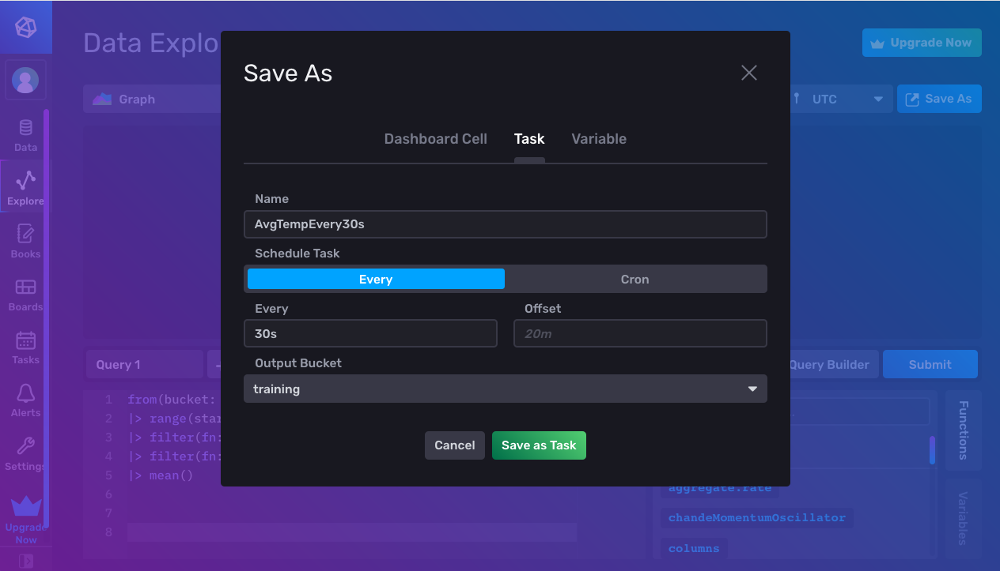 Data Explo
Upgrade Now
Graph
UTC
Save As
Data
Explore
Books
Boards
Tasks
Alerts
Settings
Upgrade
Now
Save As
Dashboard Cell
Task
Variable
Name
AvgTempEvery30s
Schedule Task
Every
Cron
Every
Offset
30s
20m
Output Bucket
training
Cancel
Save as Task
Query 1
Query Builder
Submit
1 from(bucket:
2 |> range(star
3 |> filter(fn:
4 |> filter(fn:
5 |> mean()
6
7
8
aggregate.rate
chandeMomentumOscillator
columns
Functions
Variables